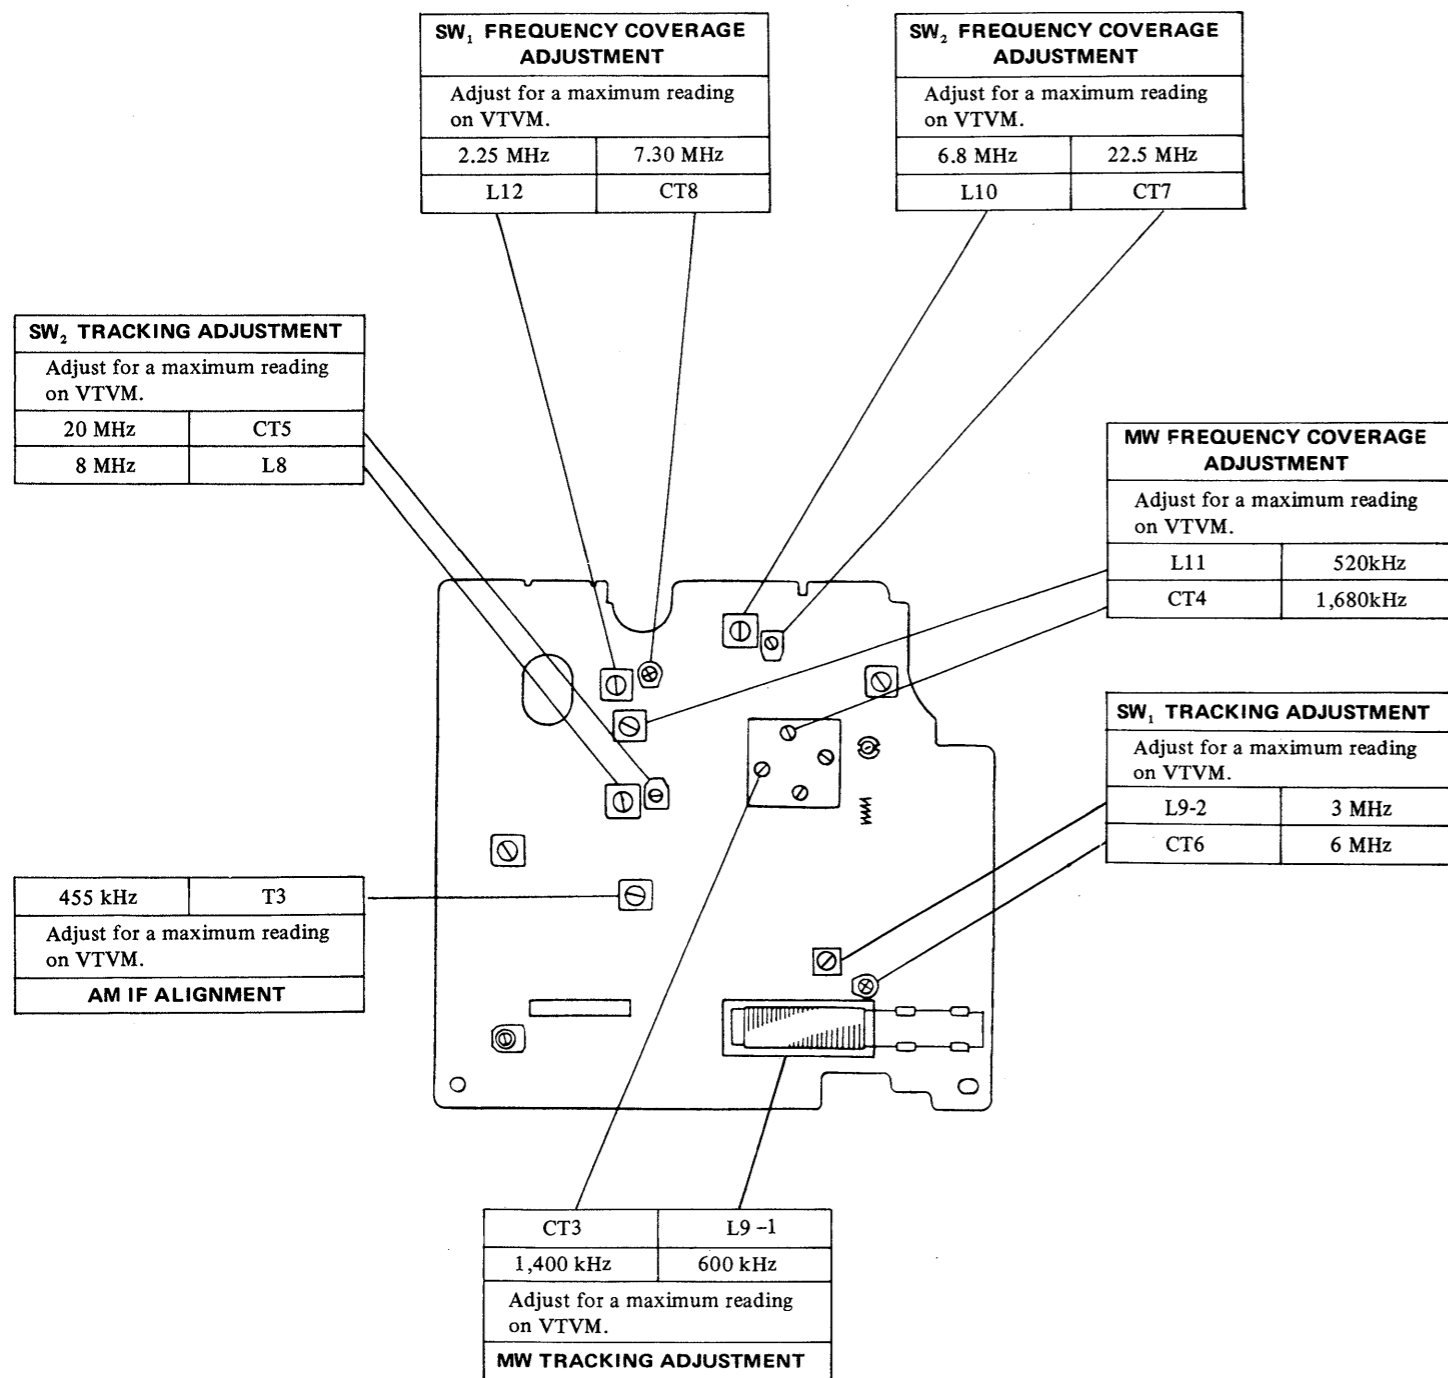 SW₁ FREQUENCY COVERAGE
ADJUSTMENT
Adjust for a maximum reading
on VTVM.
2.25 MHz 7.30 MHz
L12 CT8
SW₂ FREQUENCY COVERAGE
ADJUSTMENT
Adjust for a maximum reading
on VTVM.
6.8 MHz 22.5 MHz
L10 CT7
SW₂ TRACKING ADJUSTMENT
Adjust for a maximum reading
on VTVM.
20 MHz CT5
8 MHz L8
MW FREQUENCY COVERAGE
ADJUSTMENT
Adjust for a maximum reading
on VTVM.
L11 520kHz
CT4 1,680kHz
SW₁ TRACKING ADJUSTMENT
Adjust for a maximum reading
on VTVM.
L9-2 3 MHz
CT6 6 MHz
455 kHz T3
Adjust for a maximum reading
on VTVM.
AM IF ALIGNMENT
CT3 L9-1
1,400 kHz 600 kHz
Adjust for a maximum reading
on VTVM.
MW TRACKING ADJUSTMENT